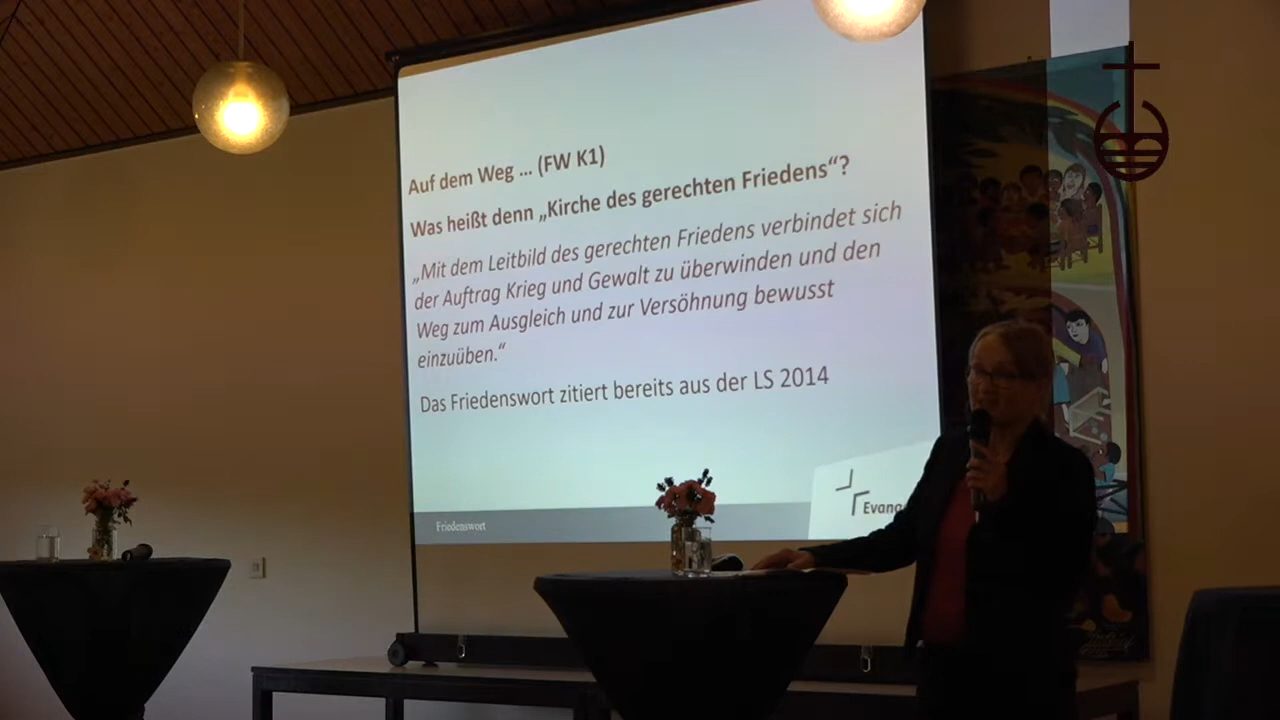 Auf dem Weg ... (FW K1)
Was heißt denn „Kirche des gerechten Friedens“?
„Mit dem Leitbild des gerechten Friedens verbindet sich
der Auftrag Krieg und Gewalt zu überwinden und den
Weg zum Ausgleich und zur Versöhnung bewusst
einzuüben.“
Das Friedenswort zitiert bereits aus der LS 2014
Evang
Friedenswort